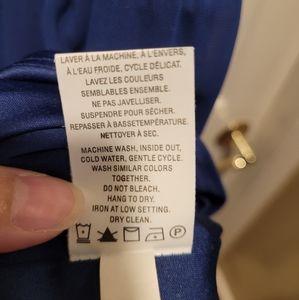 LAVER À LA MACHINE, À L'ENVERS,
À L'EAU FROIDE, CYCLE DÉLICAT.
LAVEZ LES COULEURS
SEMBLABLES ENSEMBLE.
NE PAS JAVELLISER.
SUSPENDRE POUR SÉCHER.
REPASSER À BASSETEMPÉRATURE.
NETTOYER À SEC.
MACHINE WASH, INSIDE OUT,
COLD WATER, GENTLE CYCLE.
WASH SIMILAR COLORS
TOGETHER.
DO NOT BLEACH.
HANG TO DRY.
IRON AT LOW SETTING.
DRY CLEAN.
P